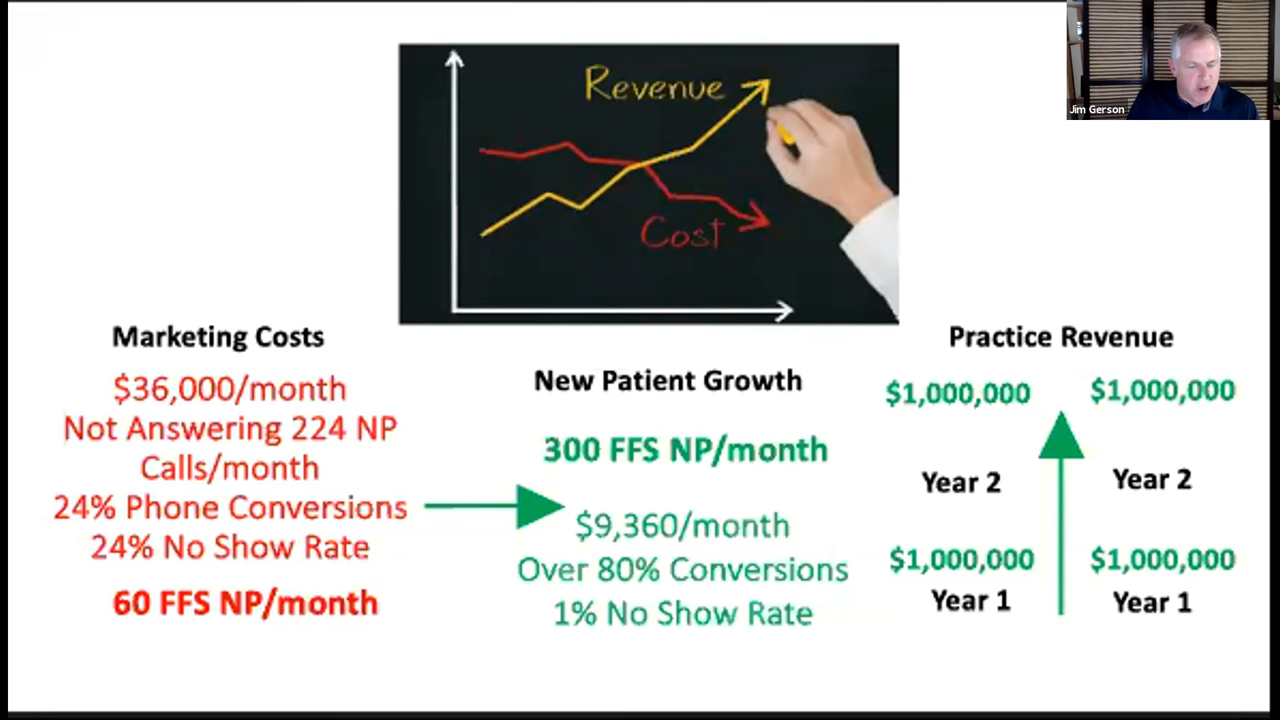 Jim Gerson
Revenue
Cost
Marketing Costs
$36,000/month
Not Answering 224 NP
Calls/month
24% Phone Conversions
24% No Show Rate
60 FFS NP/month
New Patient Growth
300 FFS NP/month
$9,360/month
Over 80% Conversions
1% No Show Rate
Practice Revenue
$1,000,000 $1,000,000
Year 2 Year 2
$1,000,000 $1,000,000
Year 1 Year 1